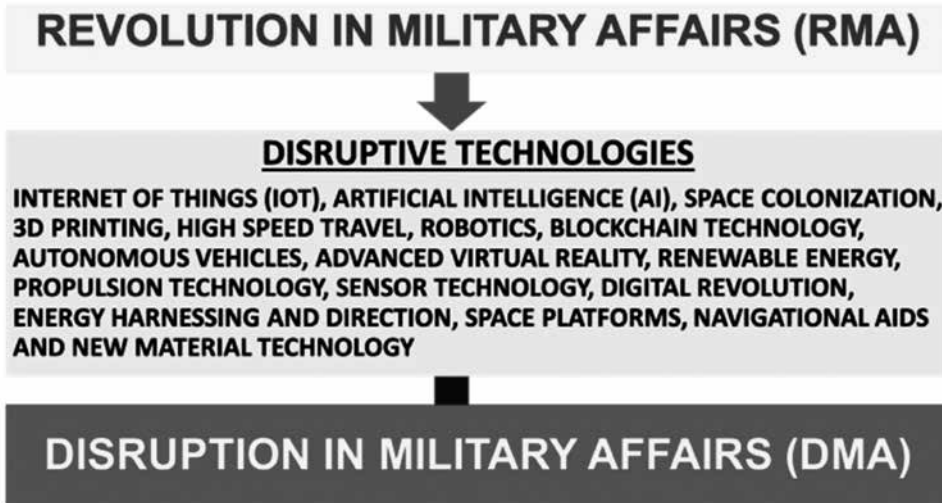 REVOLUTION IN MILITARY AFFAIRS (RMA)
DISRUPTIVE TECHNOLOGIES
INTERNET OF THINGS (IOT), ARTIFICIAL INTELLIGENCE (AI), SPACE COLONIZATION,
3D PRINTING, HIGH SPEED TRAVEL, ROBOTICS, BLOCKCHAIN TECHNOLOGY,
AUTONOMOUS VEHICLES, ADVANCED VIRTUAL REALITY, RENEWABLE ENERGY,
PROPULSION TECHNOLOGY, SENSOR TECHNOLOGY, DIGITAL REVOLUTION,
ENERGY HARNESSING AND DIRECTION, SPACE PLATFORMS, NAVIGATIONAL AIDS
AND NEW MATERIAL TECHNOLOGY
DISRUPTION IN MILITARY AFFAIRS (DMA)